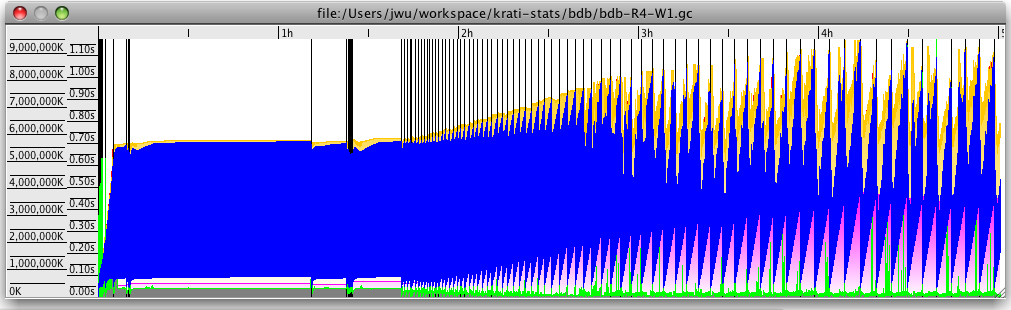 file:/Users/jwu/workspace/krati-stats/bdb/bdb-R4-W1.gc
1h 2h 3h 4h
9,000,000K 1.10s
8,000,000K 1.00s
7,000,000K 0.90s
0.80s
6,000,000K 0.70s
5,000,000K 0.60s
4,000,000K 0.50s
0.40s
3,000,000K 0.30s
2,000,000K 0.20s
1,000,000K 0.10s
0K 0.00s